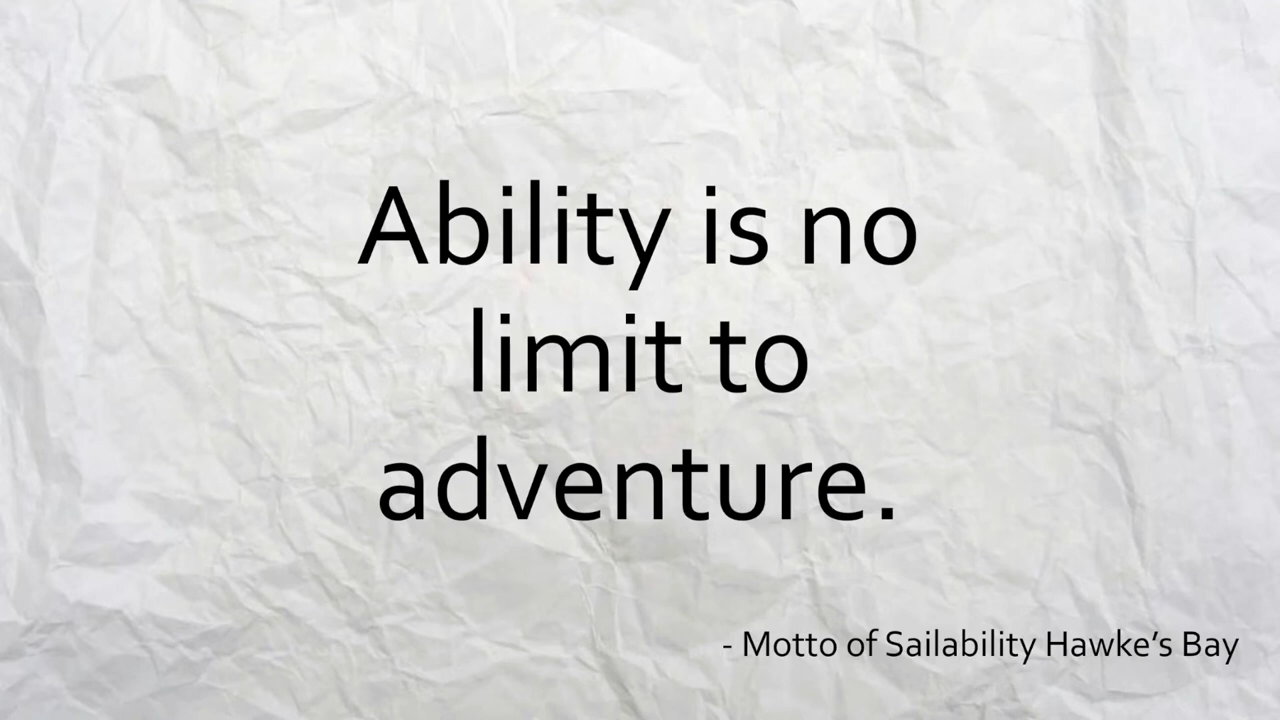 Ability is no
limit to
adventure.
- Motto of Sailability Hawke’s Bay